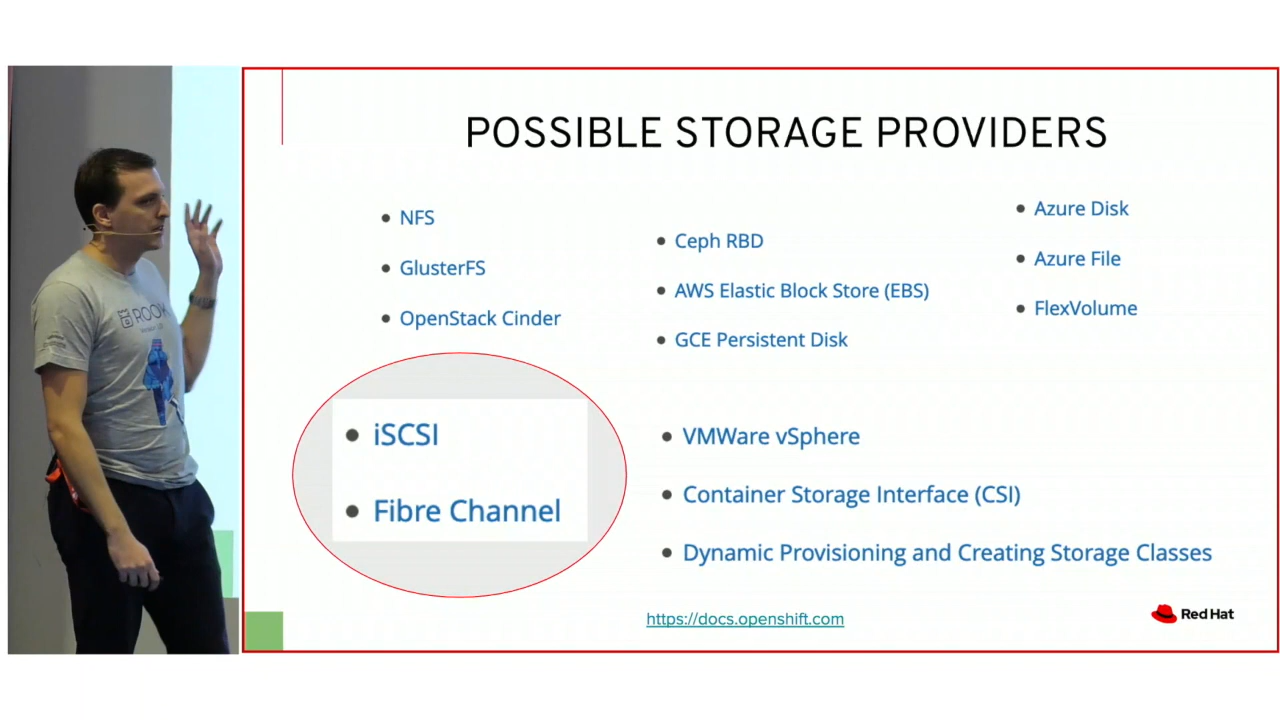 POSSIBLE STORAGE PROVIDERS
NFS
GlusterFS
OpenStack Cinder
Ceph RBD
AWS Elastic Block Store (EBS)
GCE Persistent Disk
Azure Disk
Azure File
FlexVolume
iSCSI
Fibre Channel
VMWare vSphere
Container Storage Interface (CSI)
Dynamic Provisioning and Creating Storage Classes
https://docs.openshift.com
Red Hat
ROOK